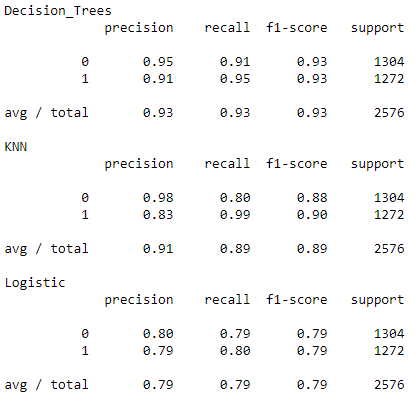 Decision_Trees
precision recall f1-score support
0 0.95 0.91 0.93 1304
1 0.91 0.95 0.93 1272
avg / total 0.93 0.93 0.93 2576
KNN
precision recall f1-score support
0 0.98 0.80 0.88 1304
1 0.83 0.99 0.90 1272
avg / total 0.91 0.89 0.89 2576
Logistic
precision recall f1-score support
0 0.80 0.79 0.79 1304
1 0.79 0.80 0.79 1272
avg / total 0.79 0.79 0.79 2576